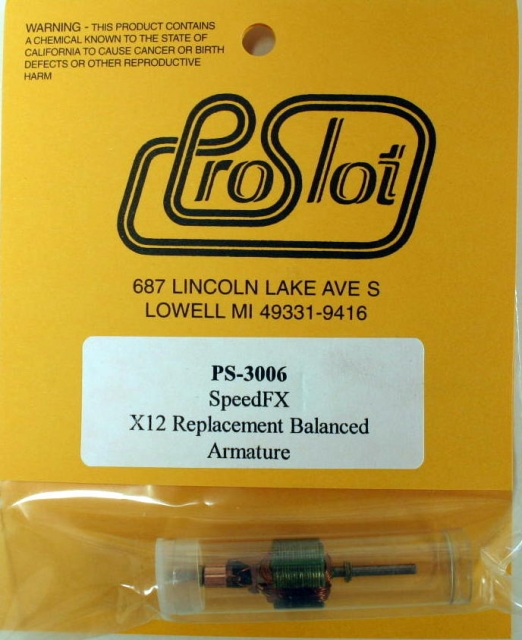 WARNING - THIS PRODUCT CONTAINS
A CHEMICAL KNOWN TO THE STATE OF
CALIFORNIA TO CAUSE CANCER OR BIRTH
DEFECTS OR OTHER REPRODUCTIVE
HARM
ProSlot
687 LINCOLN LAKE AVE S
LOWELL MI 49331-9416
PS-3006
SpeedFX
X12 Replacement Balanced
Armature